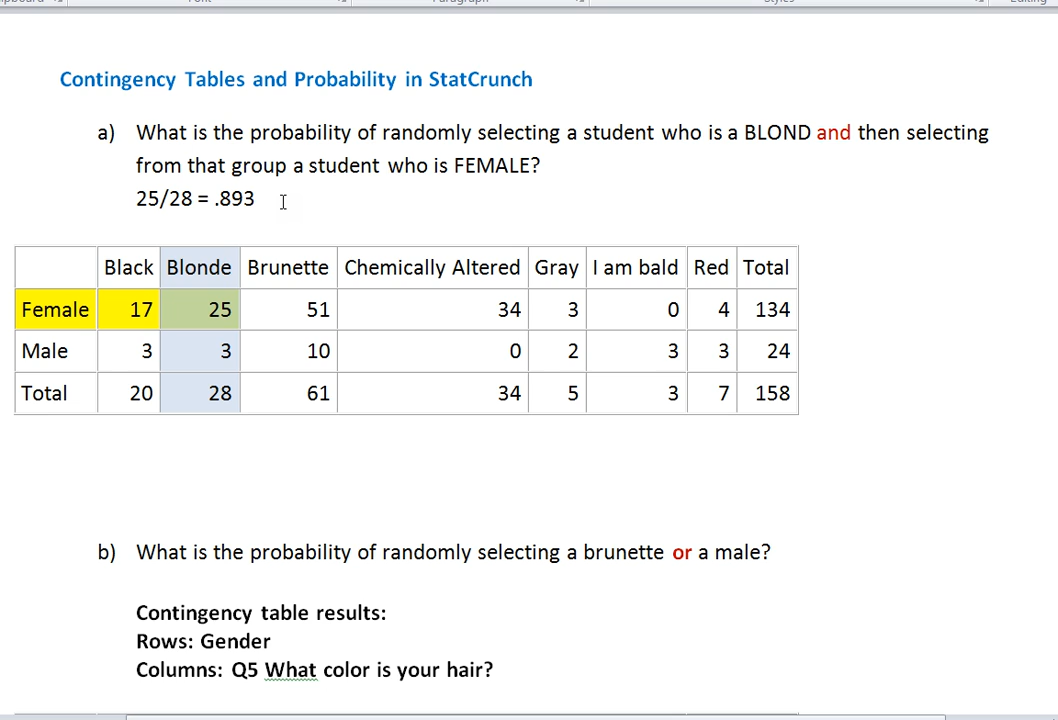 Contingency Tables and Probability in StatCrunch
a) What is the probability of randomly selecting a student who is a BLOND and then selecting
from that group a student who is FEMALE?
25/28 = .893
Black Blonde Brunette Chemically Altered Gray I am bald Red Total
Female 17 25 51 34 3 0 4 134
Male 3 3 10 0 2 3 3 24
Total 20 28 61 34 5 3 7 158
b) What is the probability of randomly selecting a brunette or a male?
Contingency table results:
Rows: Gender
Columns: Q5 What color is your hair?